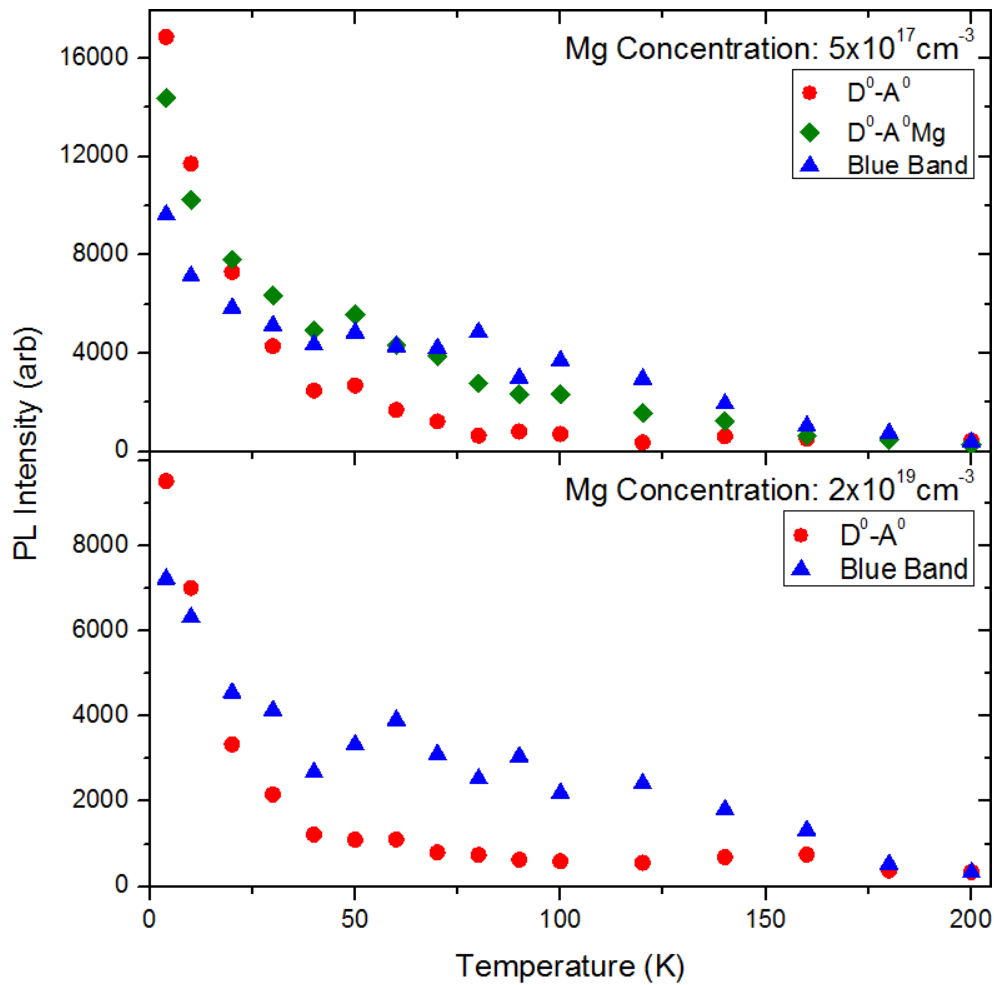 Mg Concentration: 5x10¹⁷cm⁻³
D⁰-A⁰
D⁰-A⁰Mg
Blue Band
16000
12000
8000
4000
0
PL Intensity (arb)
Mg Concentration: 2x10¹⁹cm⁻³
D⁰-A⁰
Blue Band
8000
6000
4000
2000
0
0 50 100 150 200
Temperature (K)